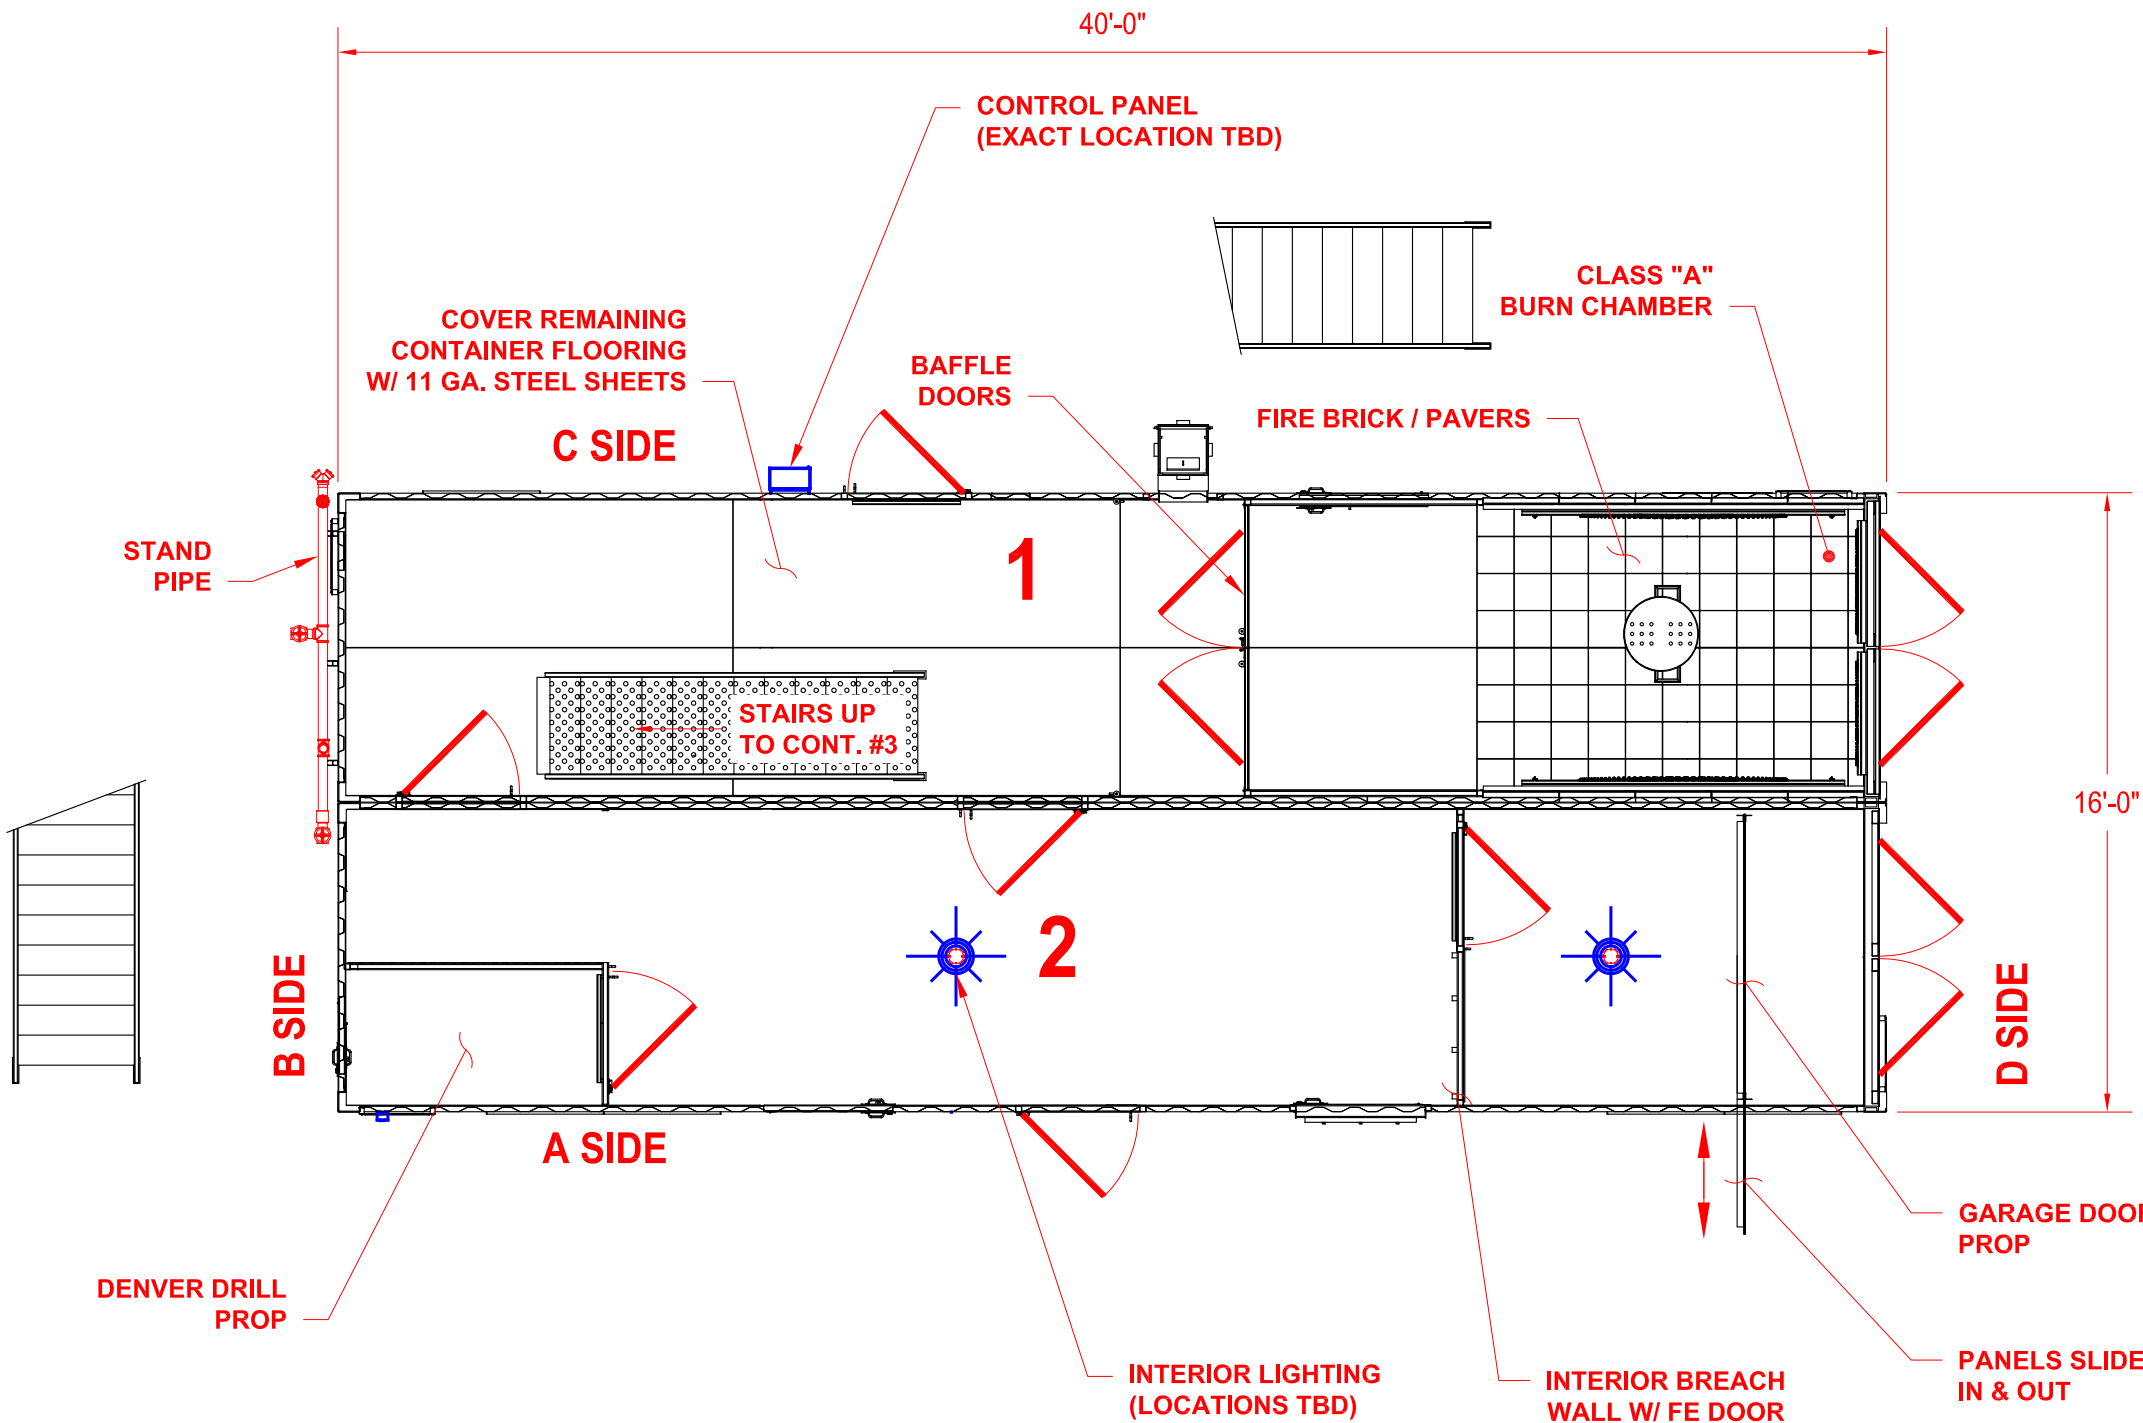 40'-0"
CONTROL PANEL
(EXACT LOCATION TBD)
CLASS "A"
BURN CHAMBER
COVER REMAINING
CONTAINER FLOORING
W/ 11 GA. STEEL SHEETS
BAFFLE
DOORS
FIRE BRICK / PAVERS
C SIDE
STAND
PIPE
1
STAIRS UP
TO CONT. #3
16'-0"
2
B SIDE
D SIDE
A SIDE
GARAGE DOOR
PROP
DENVER DRILL
PROP
PANELS SLIDE
IN & OUT
INTERIOR LIGHTING
(LOCATIONS TBD)
INTERIOR BREACH
WALL W/ FE DOOR